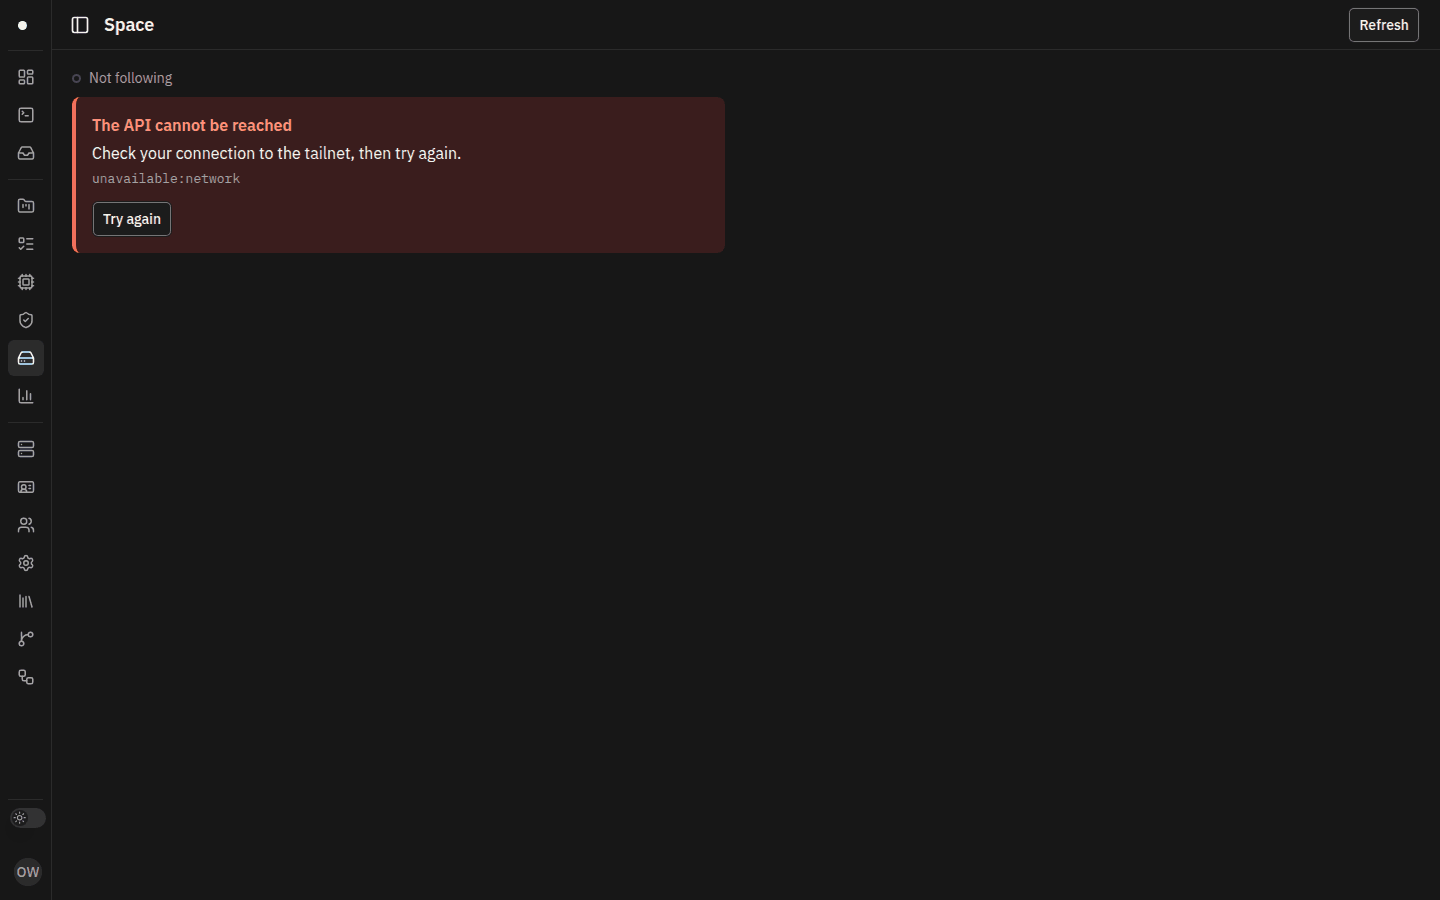 Space
Refresh
Not following
The API cannot be reached
Check your connection to the tailnet, then try again.
unavailable:network
Try again
OW